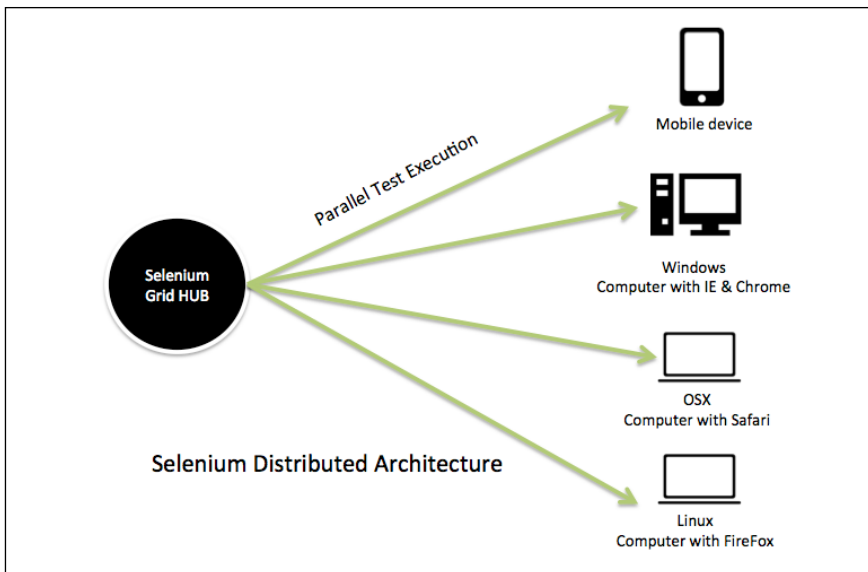 Mobile device
Parallel Test Execution
Windows
Computer with IE & Chrome
Selenium
Grid HUB
OSX
Computer with Safari
Selenium Distributed Architecture
Linux
Computer with FireFox